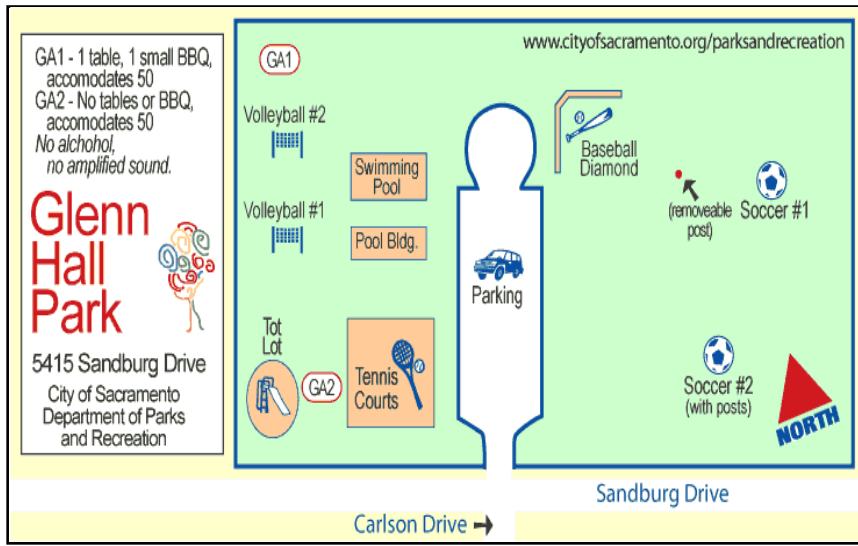 GA1 - 1 table, 1 small BBQ,
accomodates 50
GA2 - No tables or BBQ,
accomodates 50
No alchohol,
no amplified sound.
Glenn
Hall
Park
5415 Sandburg Drive
City of Sacramento
Department of Parks
and Recreation
www.cityofsacramento.org/parksandrecreation
GA1
Volleyball #2
Swimming
Pool
Volleyball #1
Pool Bldg.
Tot
Lot
GA2
Tennis
Courts
Parking
Baseball
Diamond
(removeable
post)
Soccer #1
Soccer #2
(with posts)
NORTH
Sandburg Drive
Carlson Drive